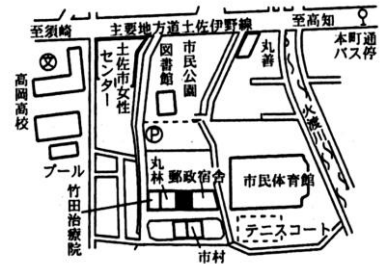 至須崎
主要地方道土佐伊野線
至高知
本町通
バス停
文
高岡高校
プール
土佐市女性
センター
図書館
市民公園
丸善
火渡川
P
竹田治療院
丸林
郵政宿舎
市民体育館
テニスコート
市村